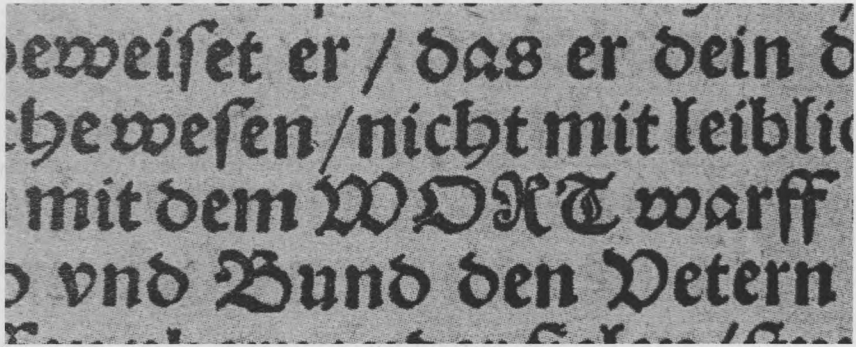 beweiſet er / das er dein d
che weſen / nicht mit leiblic
mit dem WORT warff
vnd Bund den Vetern